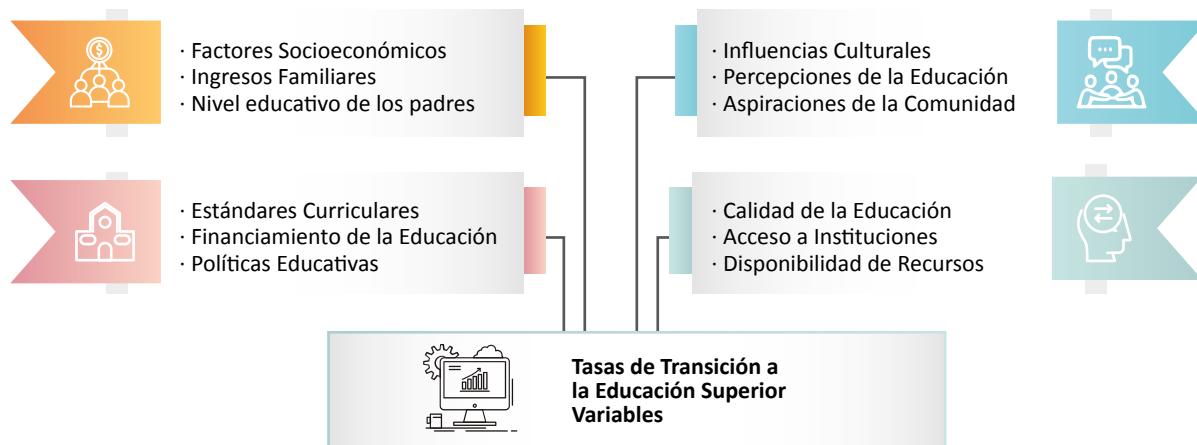 · Factores Socioeconómicos
· Ingresos Familiares
· Nivel educativo de los padres
· Influencias Culturales
· Percepciones de la Educación
· Aspiraciones de la Comunidad
· Estándares Curriculares
· Financiamiento de la Educación
· Políticas Educativas
· Calidad de la Educación
· Acceso a Instituciones
· Disponibilidad de Recursos
Tasas de Transición a
la Educación Superior
Variables